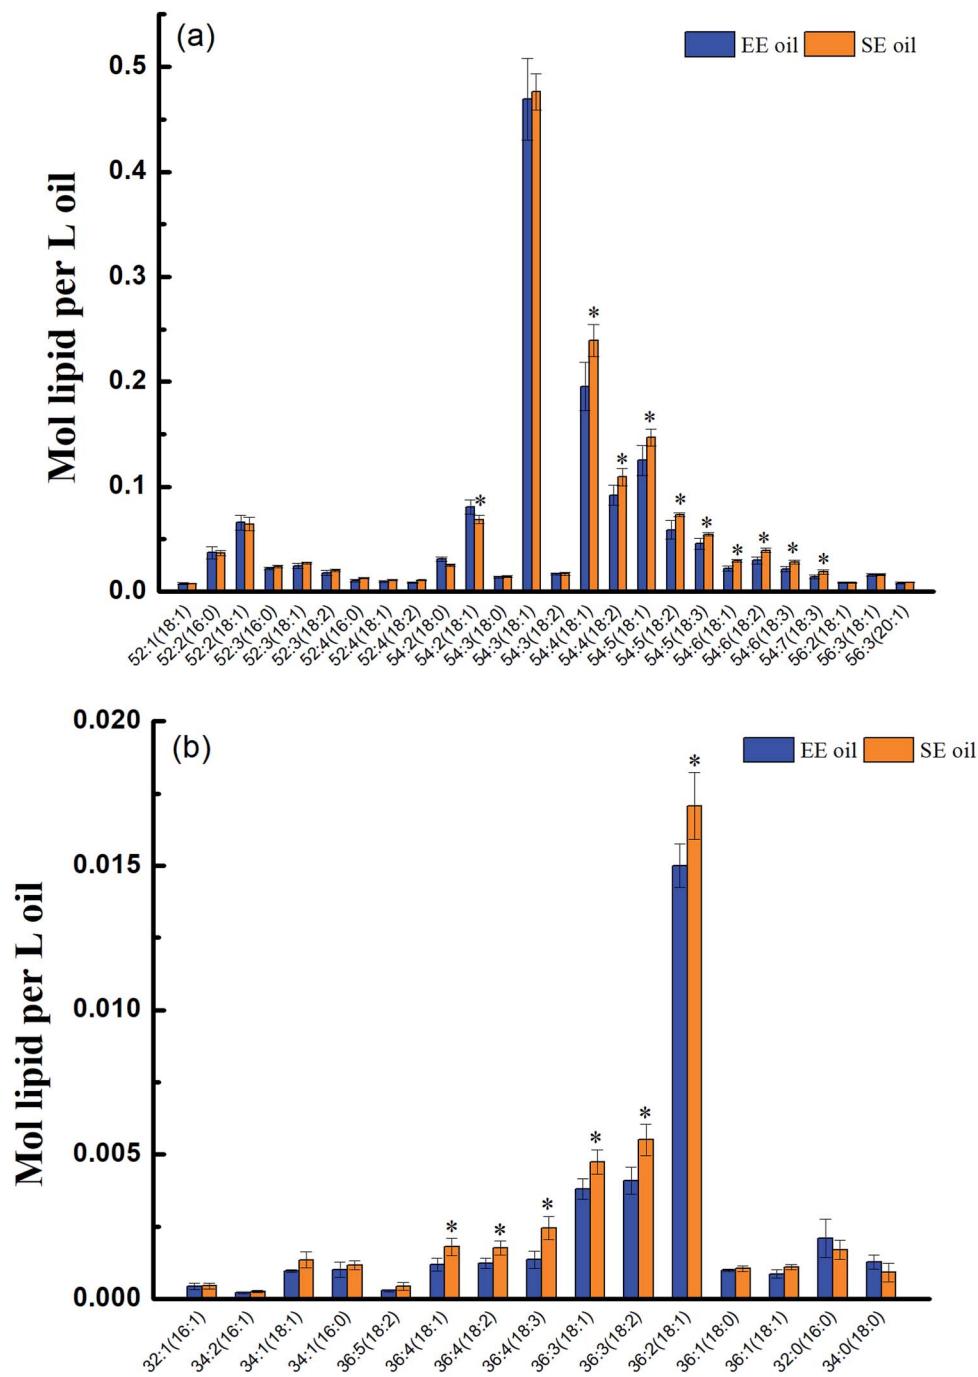 (a)
EE oil SE oil
0.5
0.4
0.3
0.2
0.1
0.0
Mol lipid per L oil
* * * * * * * * * * *
52:1(18:1) 52:2(16:0) 52:2(18:1) 52:3(16:0) 52:3(18:1) 52:3(18:2) 52:4(16:0) 52:4(18:1) 52:4(18:2) 54:2(18:0) 54:2(18:1) 54:3(18:0) 54:3(18:1) 54:3(18:2) 54:4(18:1) 54:4(18:2) 54:5(18:1) 54:5(18:2) 54:5(18:3) 54:6(18:1) 54:6(18:2) 54:6(18:3) 54:7(18:3) 56:2(18:1) 56:3(18:1) 56:3(20:1)
(b)
EE oil SE oil
0.020
0.015
0.010
0.005
0.000
Mol lipid per L oil
* * * * * *
32:1(16:1) 34:2(16:1) 34:1(18:1) 34:1(16:0) 36:5(18:2) 36:4(18:1) 36:4(18:2) 36:4(18:3) 36:3(18:1) 36:3(18:2) 36:2(18:1) 36:1(18:0) 36:1(18:1) 32:0(16:0) 34:0(18:0)